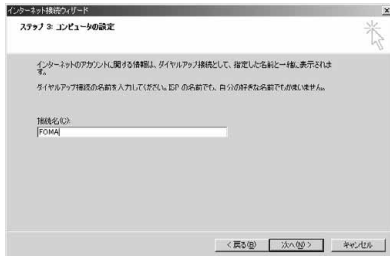 インターネット接続ウィザード
ステップ 3: コンピュータの設定
インターネットのアカウントに関する情報は、ダイヤルアップ接続として、指定した名前と一緒に表示されま
す。
ダイヤルアップ接続の名前を入力してください。ISP の名前でも、自分の好きな名前でもかまいません。
接続名(C):
FOMA
< 戻る(B)
次へ(N) >
キャンセル